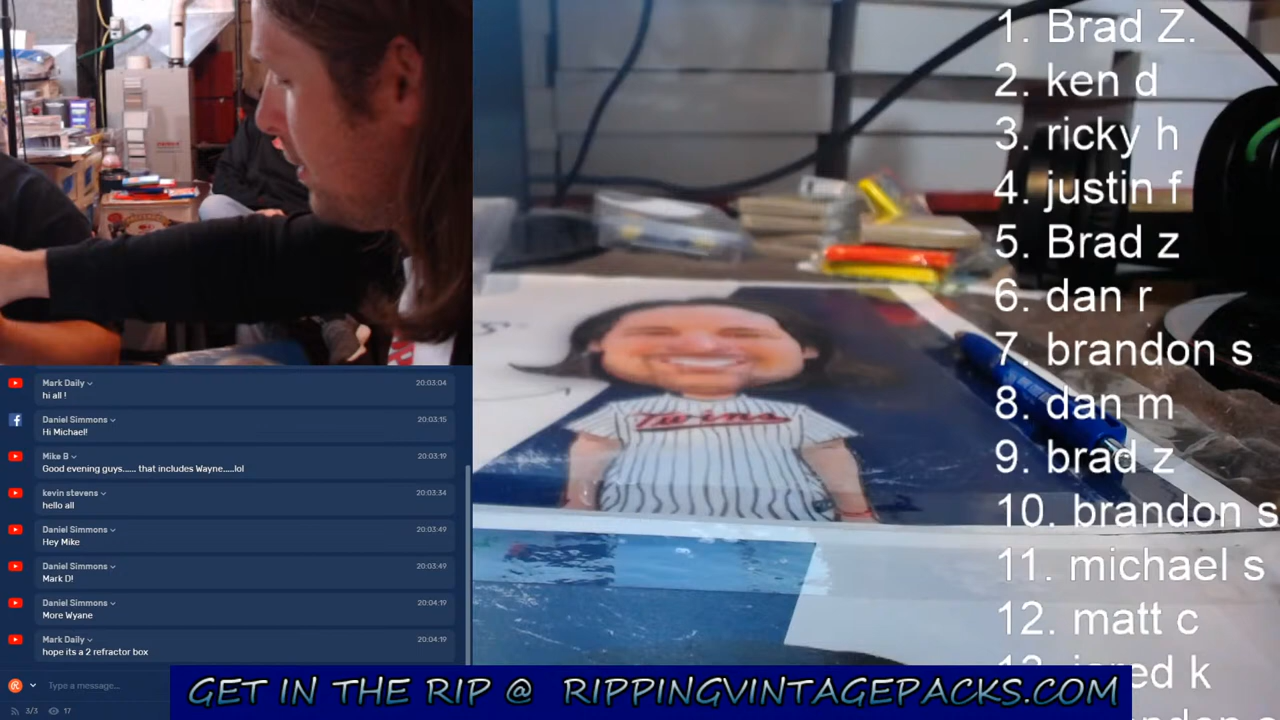 Mark Daily
20:03:04
hi all !
Daniel Simmons
20:03:15
Hi Michael!
Mike B
20:03:19
Good evening guys...... that includes Wayne.....lol
kevin stevens
20:03:34
hello all
Daniel Simmons
20:03:49
Hey Mike
Daniel Simmons
20:03:49
Mark D!
Daniel Simmons
20:04:19
More Wyane
Mark Daily
20:04:19
hope its a 2 refractor box
Type a message...
3/3
17
Twins
1. Brad Z.
2. ken d
3. ricky h
4. justin f
5. Brad z
6. dan r
7. brandon s
8. dan m
9. brad z
10. brandon s
11. michael s
12. matt c
13. jared k
GET IN THE RIP @ RIPPINGVINTAGEPACKS.COM